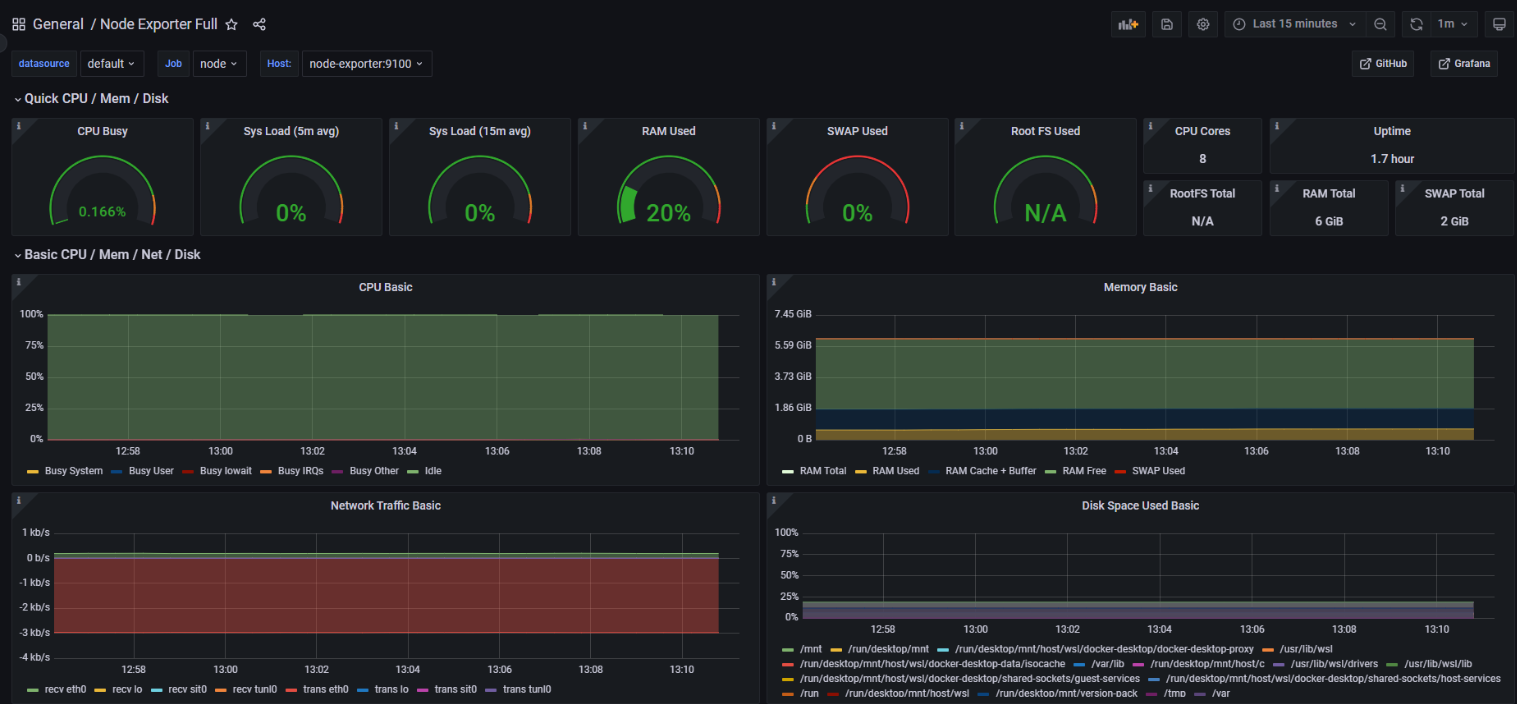 General / Node Exporter Full
Last 15 minutes
1m
datasource default Job node Host: node-exporter:9100
GitHub Grafana
Quick CPU / Mem / Disk
CPU Busy
0.166%
Sys Load (5m avg)
0%
Sys Load (15m avg)
0%
RAM Used
20%
SWAP Used
0%
Root FS Used
N/A
CPU Cores
8
Uptime
1.7 hour
RootFS Total
N/A
RAM Total
6 GiB
SWAP Total
2 GiB
Basic CPU / Mem / Net / Disk
CPU Basic
100%
75%
50%
25%
0%
12:58 13:00 13:02 13:04 13:06 13:08 13:10
Busy System Busy User Busy Iowait Busy IRQs Busy Other Idle
Memory Basic
7.45 GiB
5.59 GiB
3.73 GiB
1.86 GiB
0 B
12:58 13:00 13:02 13:04 13:06 13:08 13:10
RAM Total RAM Used RAM Cache + Buffer RAM Free SWAP Used
Network Traffic Basic
1 kb/s
0 b/s
-1 kb/s
-2 kb/s
-3 kb/s
-4 kb/s
12:58 13:00 13:02 13:04 13:06 13:08 13:10
recv eth0 recv lo recv sit0 recv tunl0 trans eth0 trans lo trans sit0 trans tunl0
Disk Space Used Basic
100%
75%
50%
25%
0%
12:58 13:00 13:02 13:04 13:06 13:08 13:10
/mnt /run/desktop/mnt /run/desktop/mnt/host/wsl/docker-desktop/docker-desktop-proxy /usr/lib/wsl
/run/desktop/mnt/host/wsl/docker-desktop-data/isocache /var/lib /run/desktop/mnt/host/c /usr/lib/wsl/drivers /usr/lib/wsl/lib
/run/desktop/mnt/host/wsl/docker-desktop/shared-sockets/guest-services /run/desktop/mnt/host/wsl/docker-desktop/shared-sockets/host-services
/run /run/desktop/mnt/host/wsl /run/desktop/mnt/version-pack /tmp /var